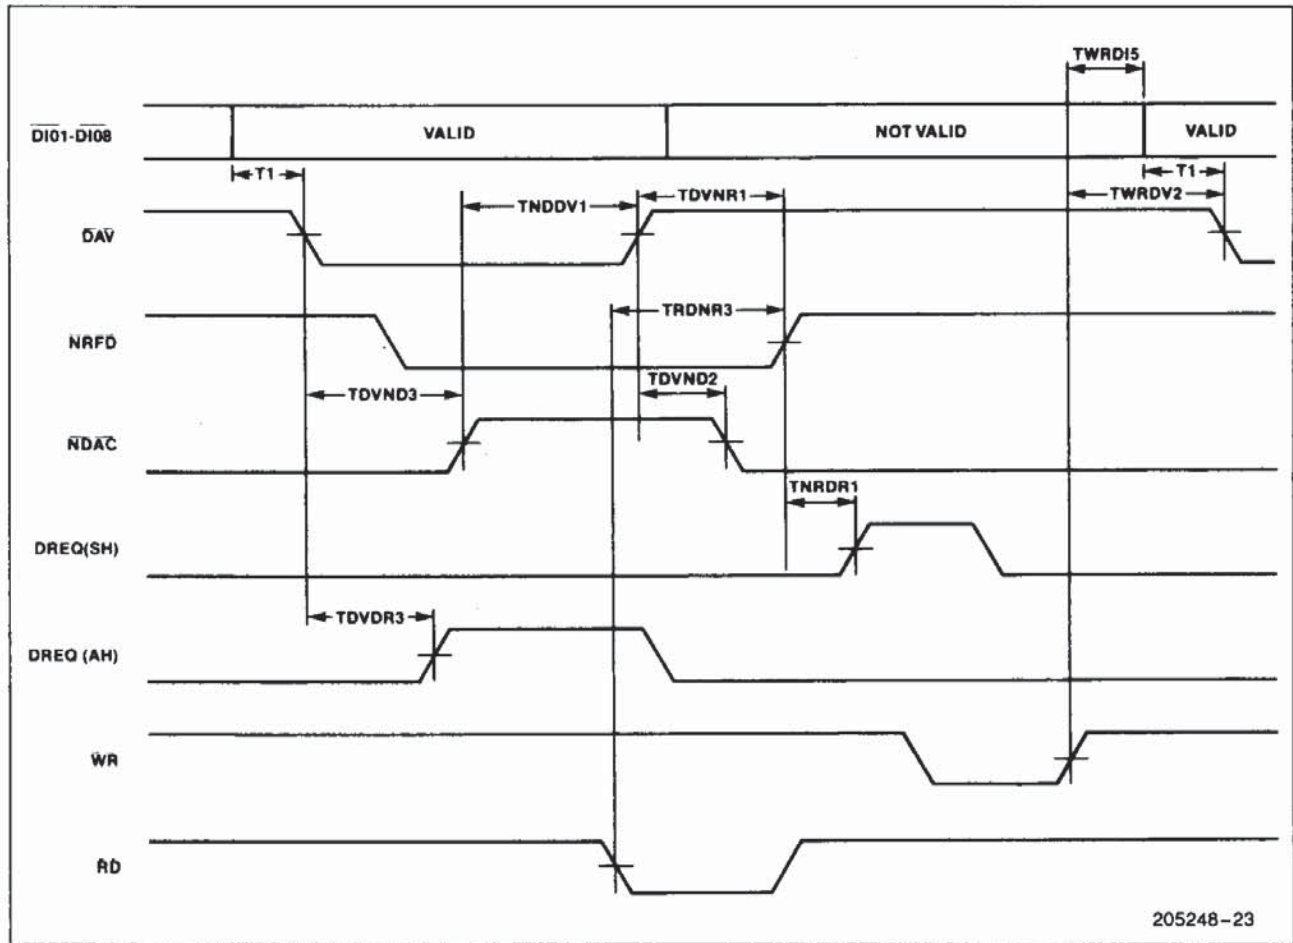 TWRDI5
DI01-DI08 VALID NOT VALID VALID
T1 T1
TNDDV1 TDVNR1 TWRDV2
DAV
TRDNR3
NRFD
TDVND3 TDVND2
NDAC
TNRDR1
DREQ(SH)
TDVDR3
DREQ (AH)
WR
RD
205248-23